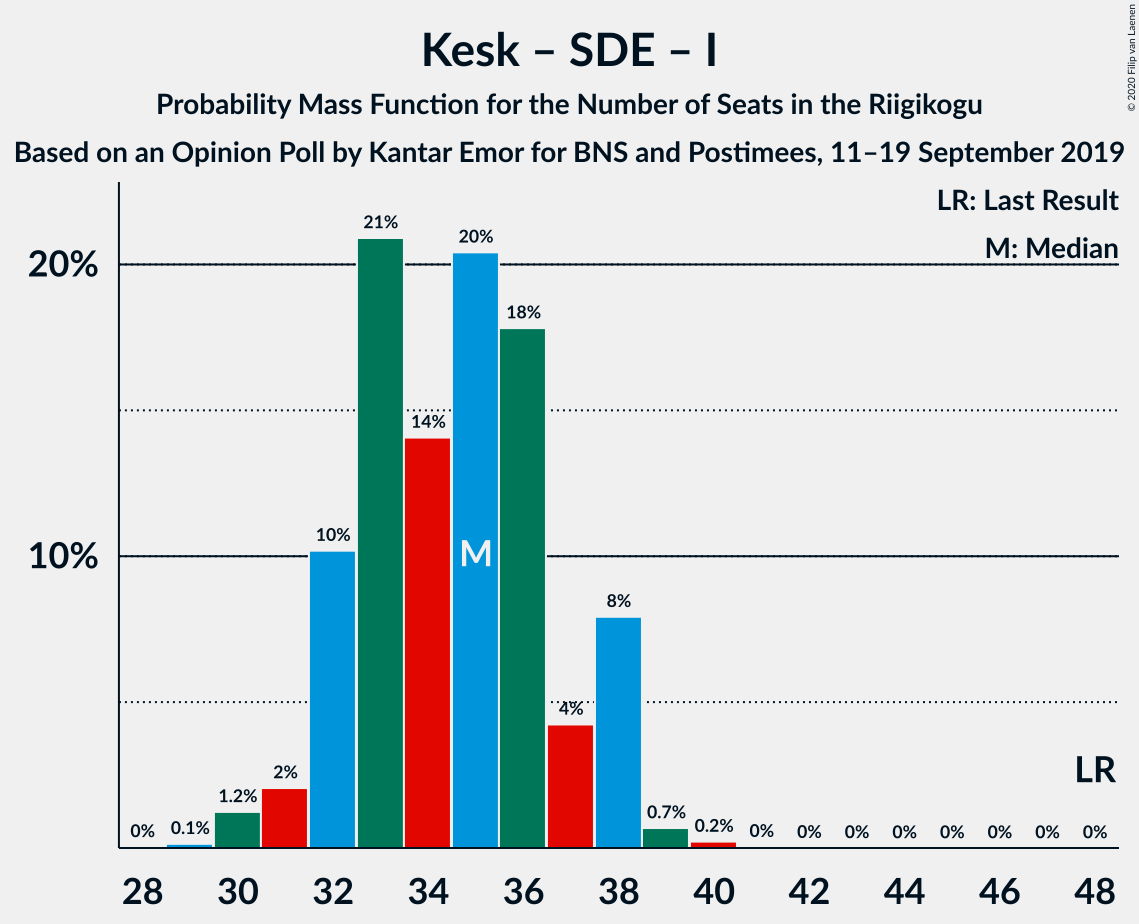 Kesk – SDE – I
Probability Mass Function for the Number of Seats in the Riigikogu
Based on an Opinion Poll by Kantar Emor for BNS and Postimees, 11–19 September 2019
© 2020 Filip van Laenen
LR: Last Result
M: Median
20%
10%
0%
0.1%
1.2%
2%
10%
21%
14%
20%
18%
4%
8%
0.7%
0.2%
0%
0%
0%
0%
0%
0%
0%
0%
M
LR
28 30 32 34 36 38 40 42 44 46 48